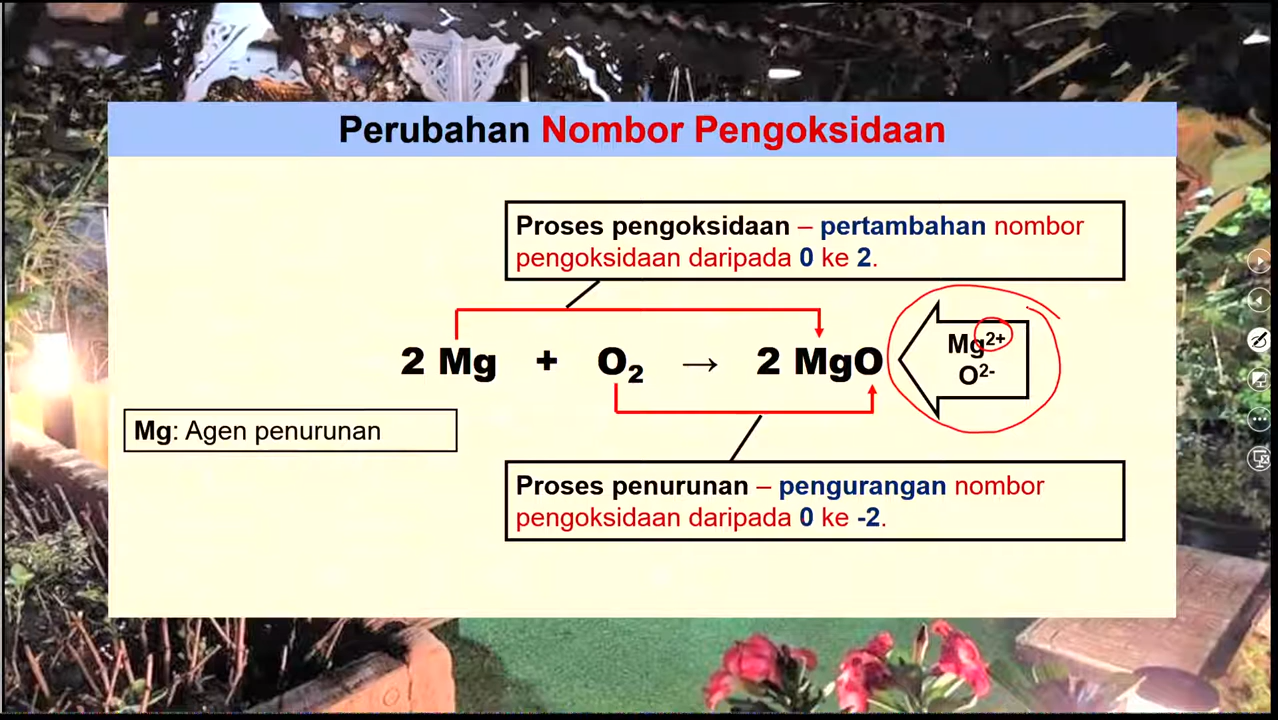 Perubahan Nombor Pengoksidaan
Proses pengoksidaan – pertambahan nombor
pengoksidaan daripada 0 ke 2.
2 Mg + O₂ → 2 MgO
Mg²⁺
O²⁻
Mg: Agen penurunan
Proses penurunan – pengurangan nombor
pengoksidaan daripada 0 ke -2.